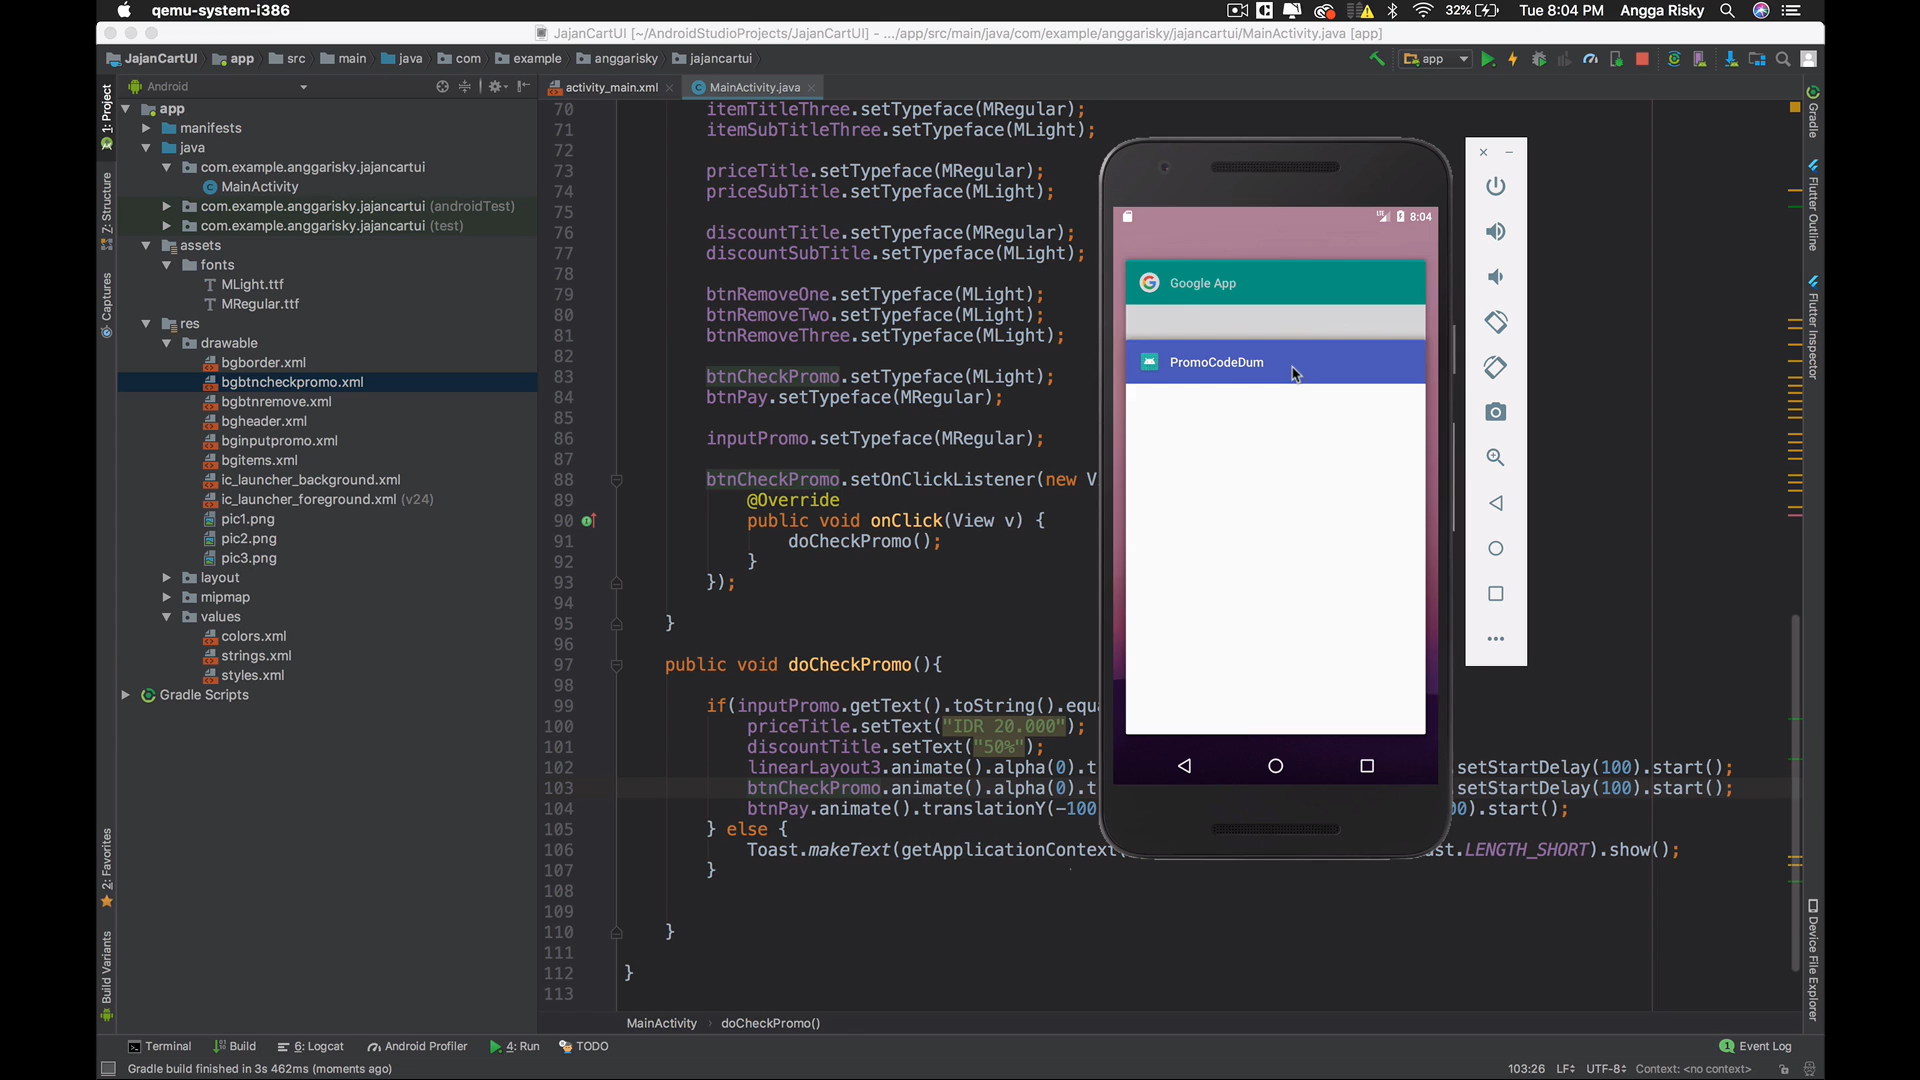 qemu-system-i386
32%
Tue 8:04 PM
Angga Risky
JajanCartUI [~/AndroidStudioProjects/JajanCartUI] - .../app/src/main/java/com/example/anggarisky/jajancartui/MainActivity.java [app]
JajanCartUI
app
src
main
java
com
example
anggarisky
jajancartui
app
Android
activity_main.xml
MainActivity.java
1: Project
Z: Structure
Captures
2: Favorites
Build Variants
app
manifests
java
com.example.anggarisky.jajancartui
MainActivity
com.example.anggarisky.jajancartui (androidTest)
com.example.anggarisky.jajancartui (test)
assets
fonts
MLight.ttf
MRegular.ttf
res
drawable
bgborder.xml
bgbtncheckpromo.xml
bgbtnremove.xml
bgheader.xml
bginputpromo.xml
bgitems.xml
ic_launcher_background.xml
ic_launcher_foreground.xml (v24)
pic1.png
pic2.png
pic3.png
layout
mipmap
values
colors.xml
strings.xml
styles.xml
Gradle Scripts
70 itemTitleThree.setTypeface(MRegular);
71 itemSubTitleThree.setTypeface(MLight);
72
73 priceTitle.setTypeface(MRegular);
74 priceSubTitle.setTypeface(MLight);
75
76 discountTitle.setTypeface(MRegular);
77 discountSubTitle.setTypeface(MLight);
78
79 btnRemoveOne.setTypeface(MLight);
80 btnRemoveTwo.setTypeface(MLight);
81 btnRemoveThree.setTypeface(MLight);
82
83 btnCheckPromo.setTypeface(MLight);
84 btnPay.setTypeface(MRegular);
85
86 inputPromo.setTypeface(MRegular);
87
88 btnCheckPromo.setOnClickListener(new V
89 @Override
90 public void onClick(View v) {
91 doCheckPromo();
92 }
93 });
94
95 }
96
97 public void doCheckPromo(){
98
99 if(inputPromo.getText().toString().equa
100 priceTitle.setText("IDR 20.000");
101 discountTitle.setText("50%");
102 linearLayout3.animate().alpha(0).t setStartDelay(100).start();
103 btnCheckPromo.animate().alpha(0).t setStartDelay(100).start();
104 btnPay.animate().translationY(-100 00).start();
105 } else {
106 Toast.makeText(getApplicationContext( ast.LENGTH_SHORT).show();
107 }
108
109
110 }
111
112 }
113
LTE
8:04
Google App
PromoCodeDum
Gradle
Flutter Outline
Flutter Inspector
Device File Explorer
MainActivity
doCheckPromo()
Terminal
Build
6: Logcat
Android Profiler
4: Run
TODO
1
Event Log
Gradle build finished in 3s 462ms (moments ago)
103:26
LF
UTF-8
Context: <no context>